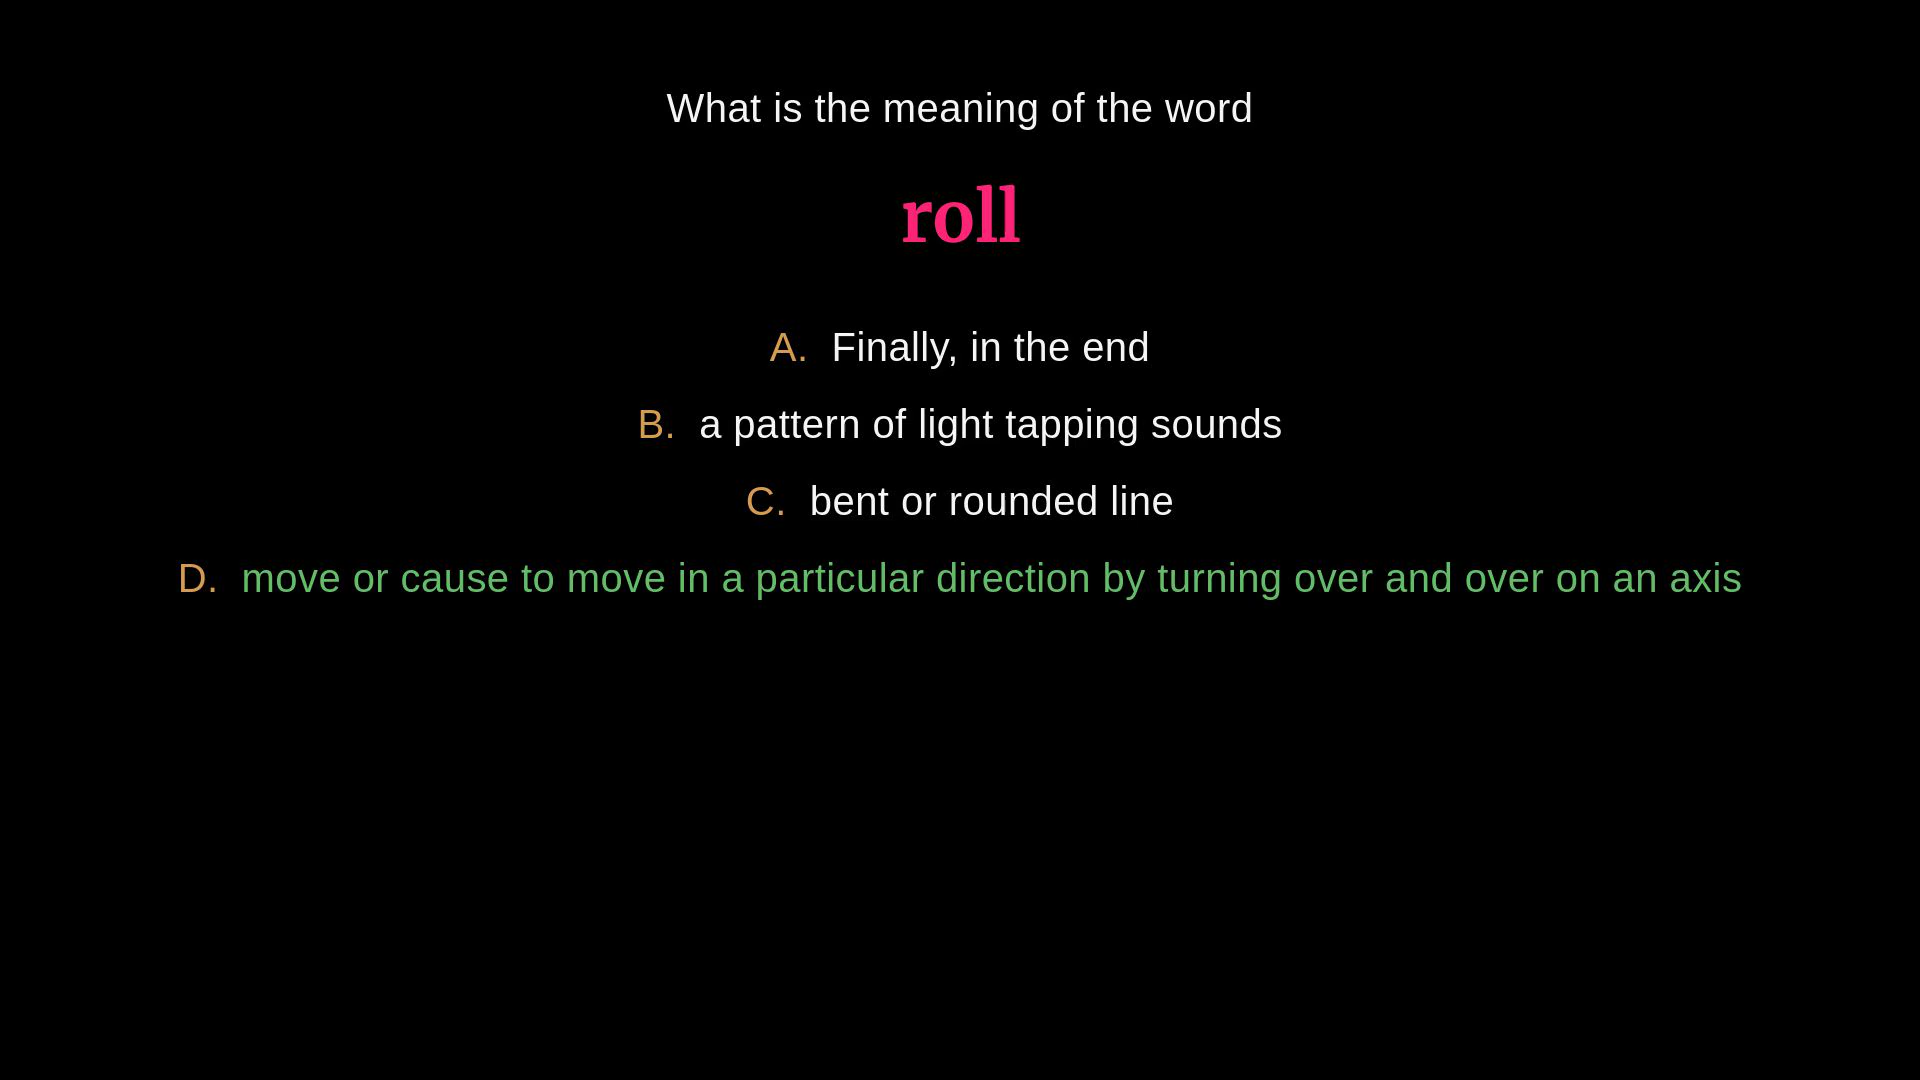 What is the meaning of the word
roll
A. Finally, in the end
B. a pattern of light tapping sounds
C. bent or rounded line
D. move or cause to move in a particular direction by turning over and over on an axis